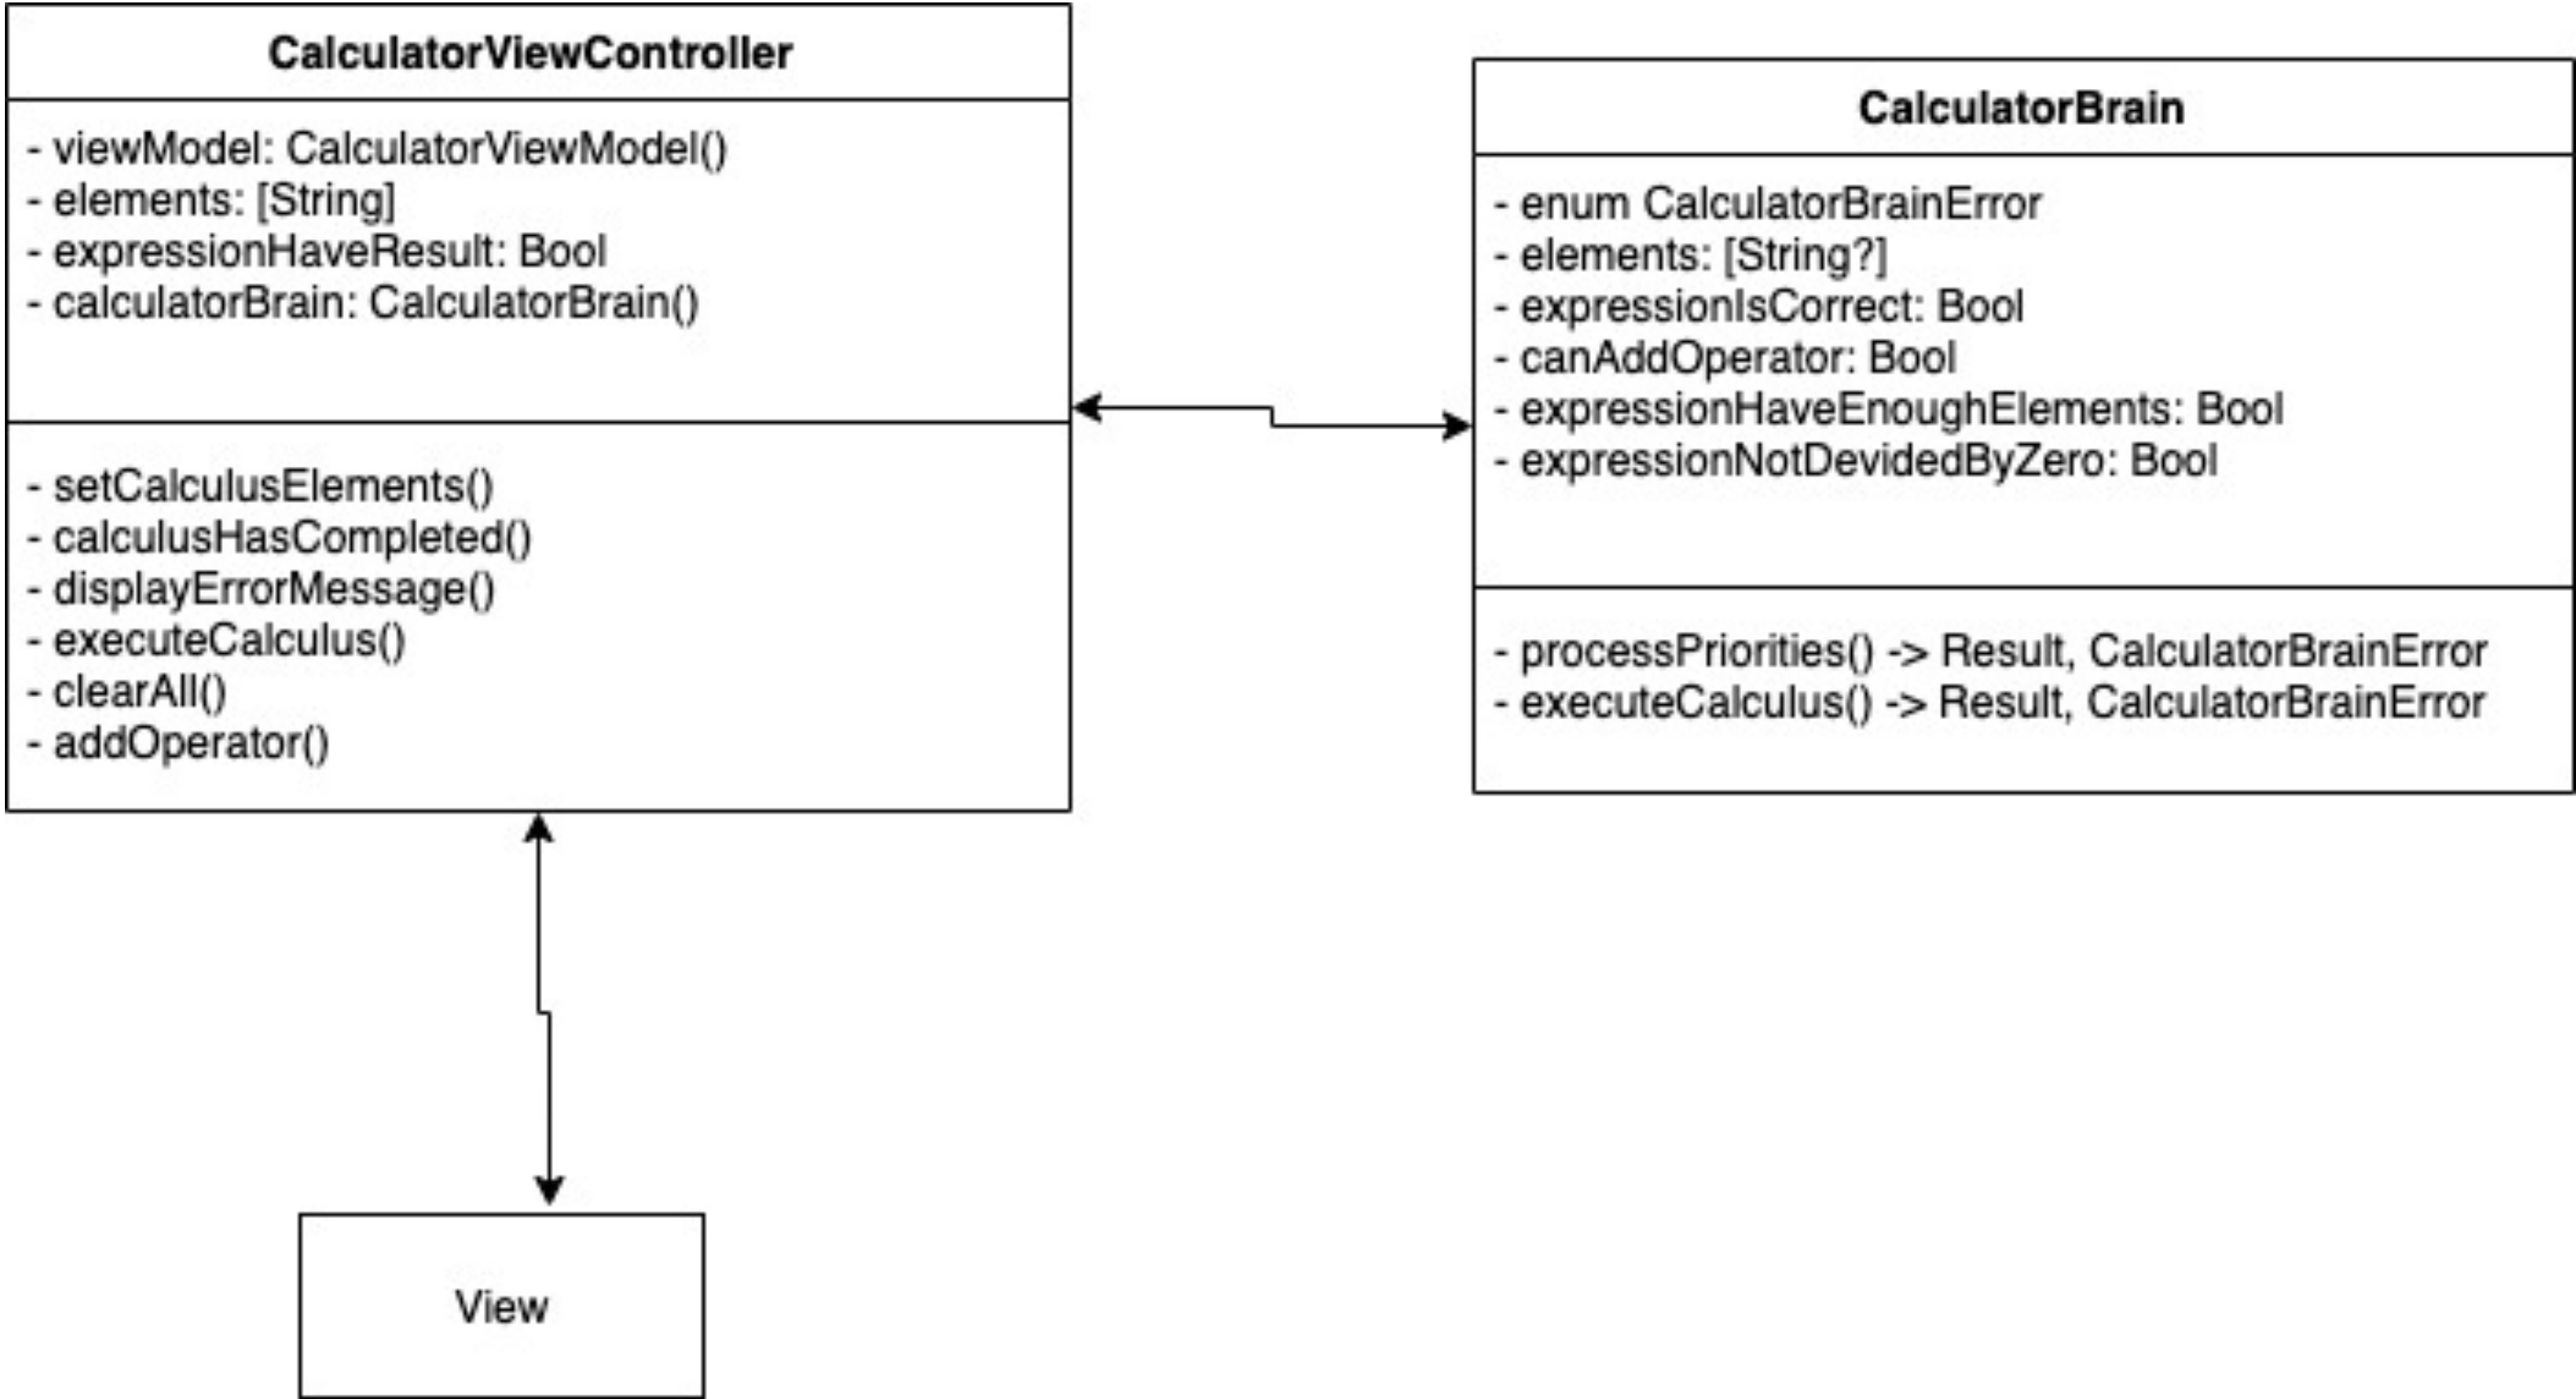 CalculatorViewController
- viewModel: CalculatorViewModel()
- elements: [String]
- expressionHaveResult: Bool
- calculatorBrain: CalculatorBrain()
- setCalculusElements()
- calculusHasCompleted()
- displayErrorMessage()
- executeCalculus()
- clearAll()
- addOperator()
CalculatorBrain
- enum CalculatorBrainError
- elements: [String?]
- expressionIsCorrect: Bool
- canAddOperator: Bool
- expressionHaveEnoughElements: Bool
- expressionNotDevidedByZero: Bool
- processPriorities() -> Result, CalculatorBrainError
- executeCalculus() -> Result, CalculatorBrainError
View